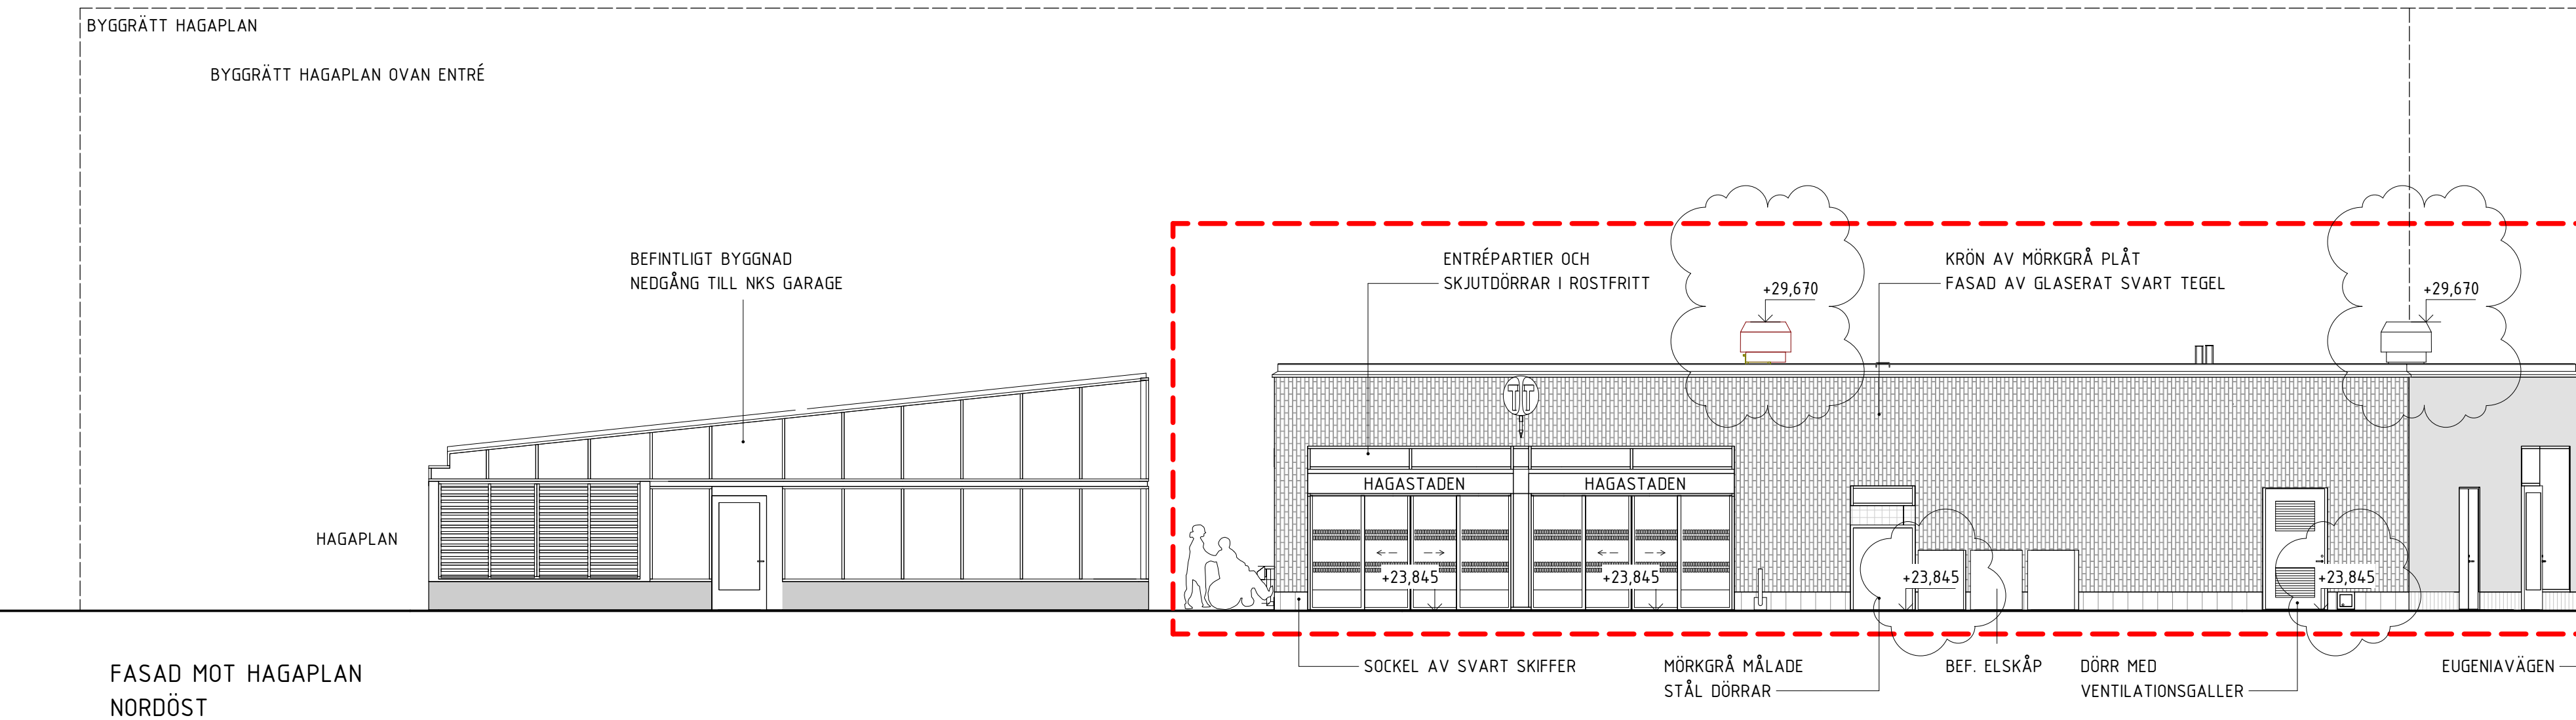 BYGGRÄTT HAGAPLAN
BYGGRÄTT HAGAPLAN OVAN ENTRÉ
BEFINTLIGT BYGGNAD
NEDGÅNG TILL NKS GARAGE
ENTRÉPARTIER OCH
SKJUTDÖRRAR I ROSTFRITT
KRÖN AV MÖRKGRÅ PLÅT
FASAD AV GLASERAT SVART TEGEL
+29,670
+29,670
HAGASTADEN
HAGASTADEN
HAGAPLAN
+23,845
+23,845
+23,845
+23,845
SOCKEL AV SVART SKIFFER
MÖRKGRÅ MÅLADE
STÅL DÖRRAR
BEF. ELSKÅP
DÖRR MED
VENTILATIONSGALLER
EUGENIAVÄGEN
FASAD MOT HAGAPLAN
NORDÖST